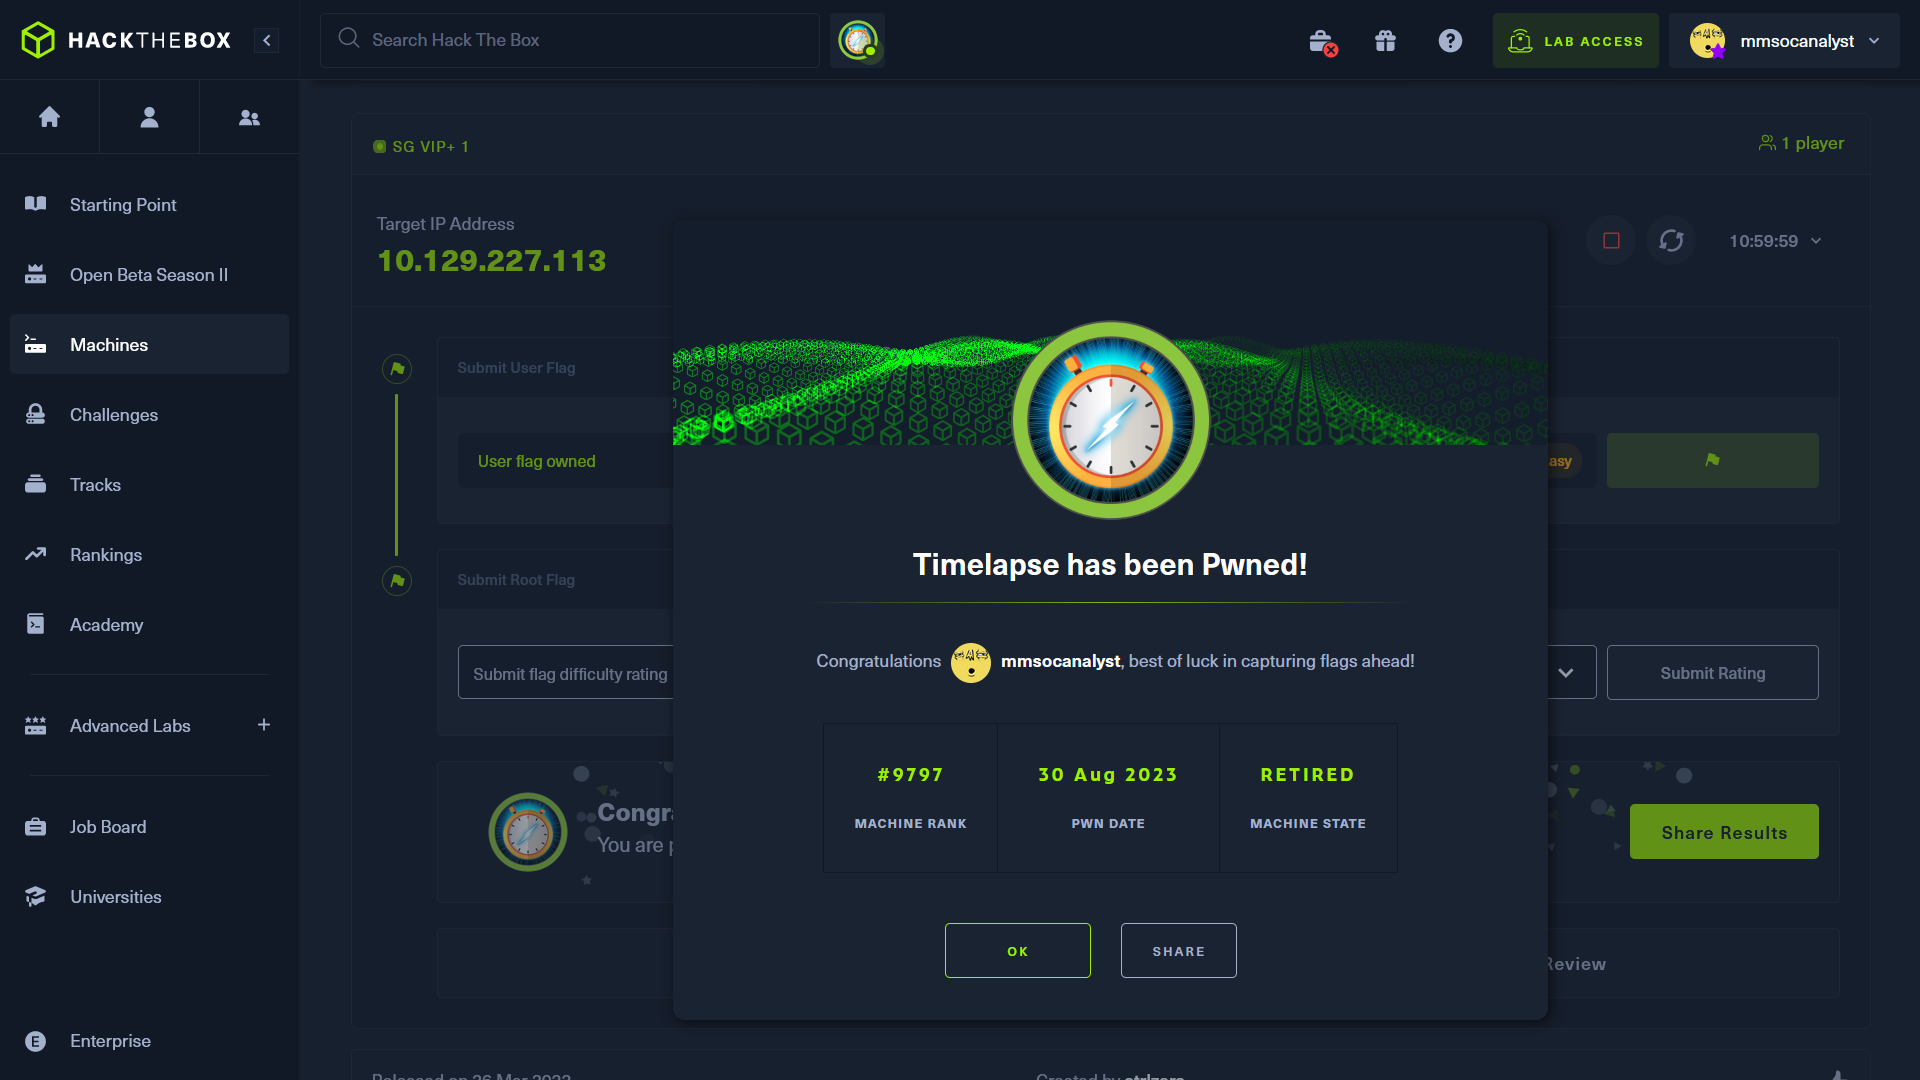 HACKTHEBOX
Search Hack The Box
LAB ACCESS
mmsocanalyst
Starting Point
Open Beta Season II
Machines
Challenges
Tracks
Rankings
Academy
Advanced Labs
Job Board
Universities
E
Enterprise
SG VIP+ 1
1 player
Target IP Address
10.129.227.113
10:59:59
Submit User Flag
User flag owned
asy
Submit Root Flag
Submit flag difficulty rating
Submit Rating
Congra
You are p
Share Results
Review
Timelapse has been Pwned!
Congratulations mmsocanalyst, best of luck in capturing flags ahead!
#9797
MACHINE RANK
30 Aug 2023
PWN DATE
RETIRED
MACHINE STATE
OK
SHARE
Released on 26 Mar 2022
Created by